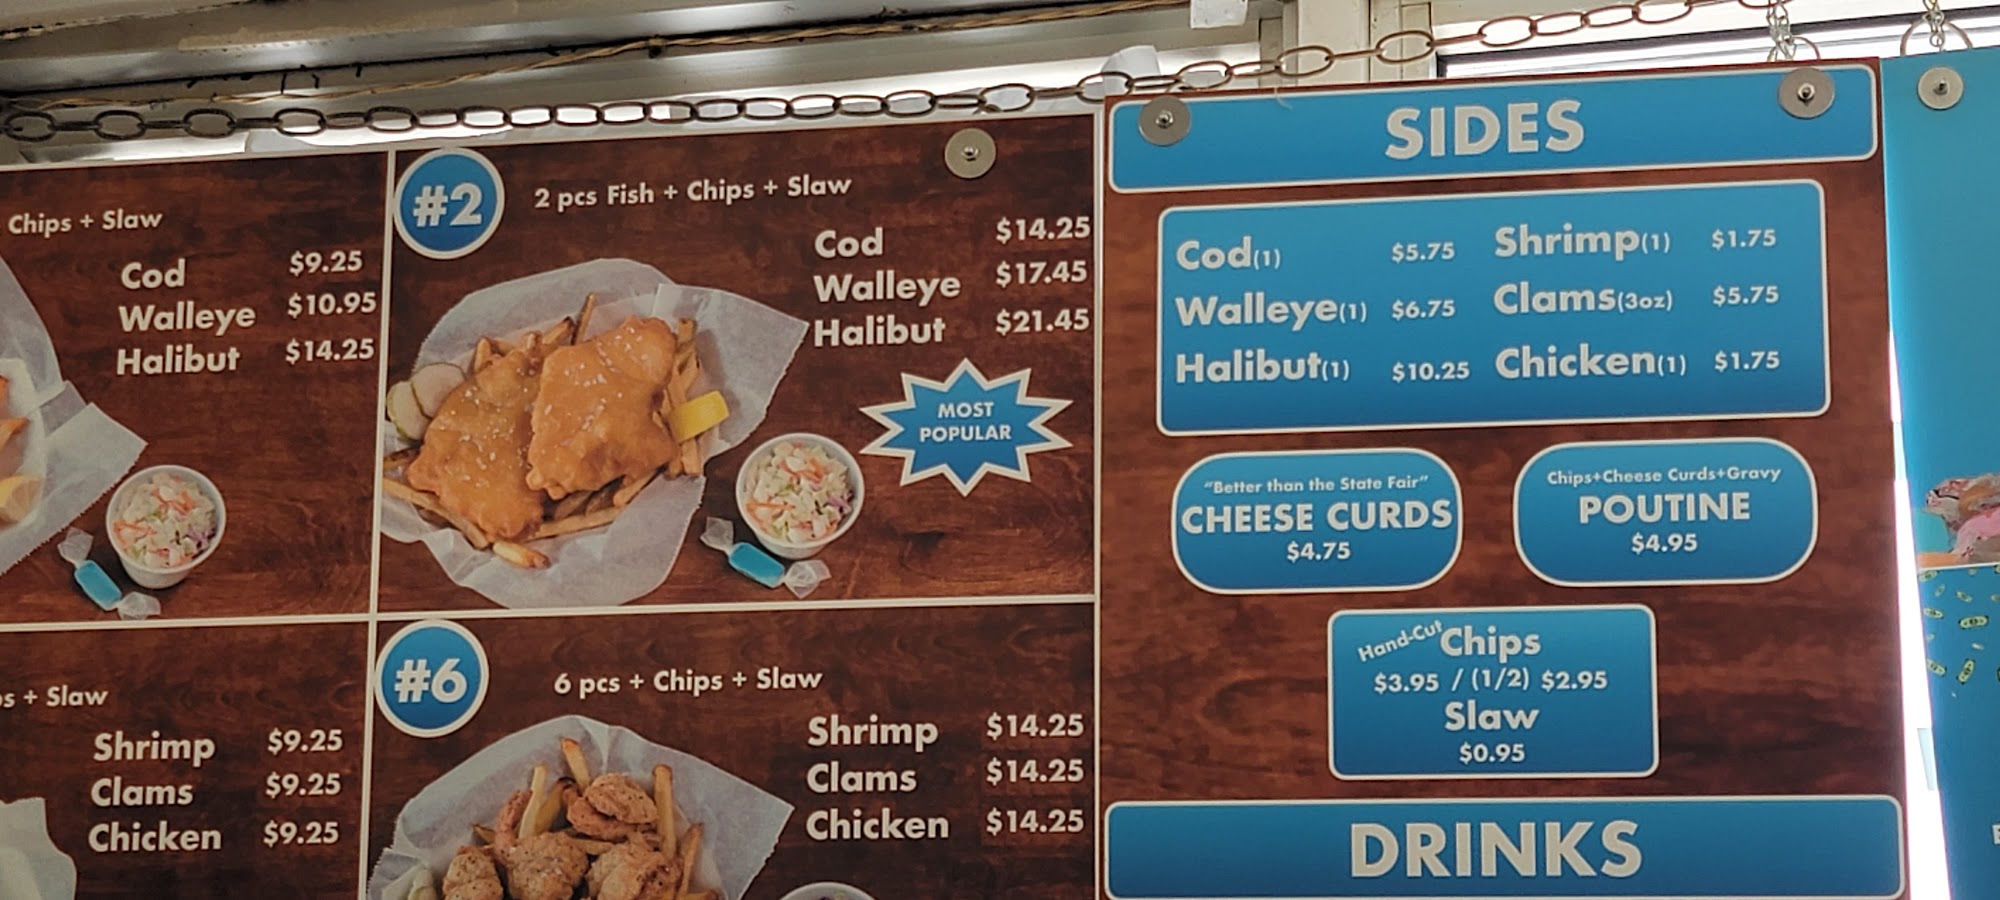 Chips + Slaw
Cod $9.25
Walleye $10.95
Halibut $14.25
#2
2 pcs Fish + Chips + Slaw
Cod $14.25
Walleye $17.45
Halibut $21.45
MOST
POPULAR
+ Slaw
Shrimp $9.25
Clams $9.25
Chicken $9.25
#6
6 pcs + Chips + Slaw
Shrimp $14.25
Clams $14.25
Chicken $14.25
SIDES
Cod(1) $5.75 Shrimp(1) $1.75
Walleye(1) $6.75 Clams(3oz) $5.75
Halibut(1) $10.25 Chicken(1) $1.75
"Better than the State Fair"
CHEESE CURDS
$4.75
Chips+Cheese Curds+Gravy
POUTINE
$4.95
Hand-Cut Chips
$3.95 / (1/2) $2.95
Slaw
$0.95
DRINKS